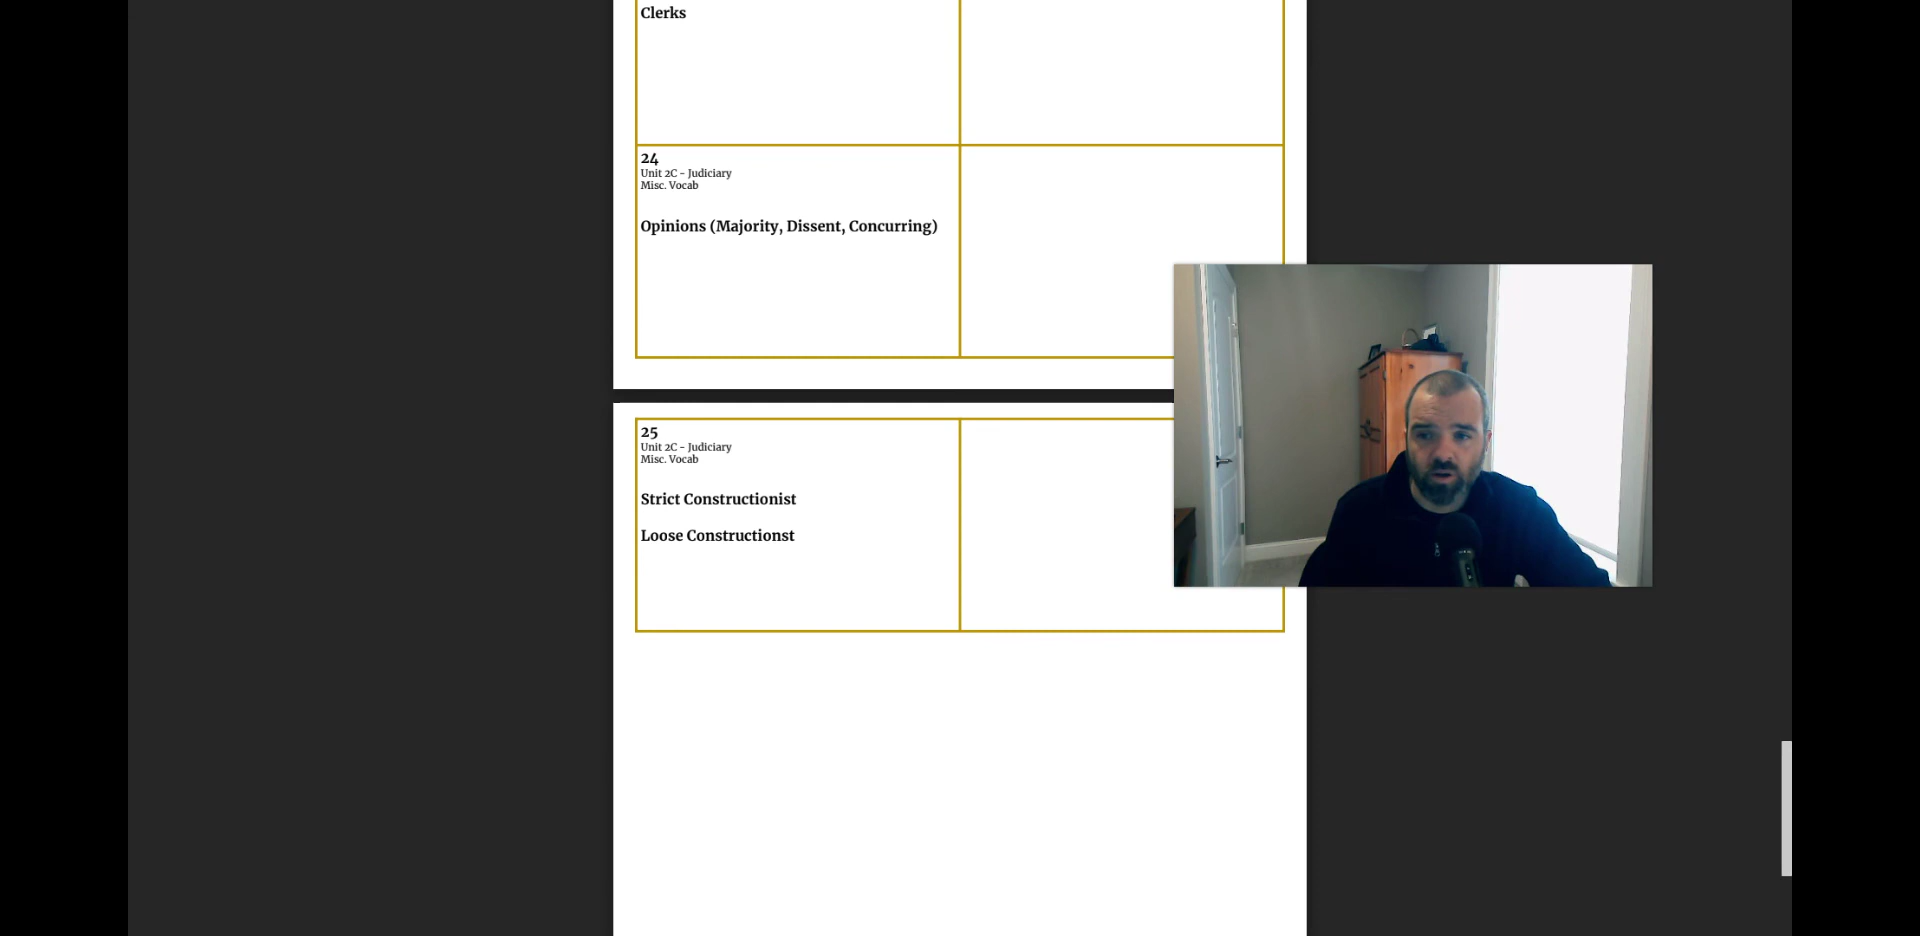 Clerks
24
Unit 2C - Judiciary
Misc. Vocab
Opinions (Majority, Dissent, Concurring)
25
Unit 2C - Judiciary
Misc. Vocab
Strict Constructionist
Loose Constructionst